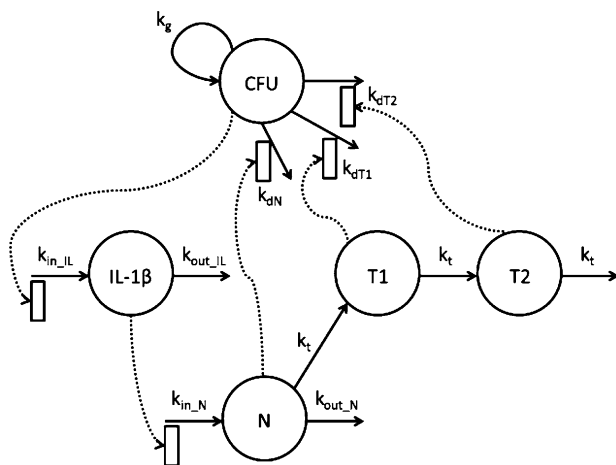 k_g
CFU
k_dT2
k_dT1
k_dN
k_in_IL
IL-1β
k_out_IL
T1
k_t
T2
k_t
k_t
k_in_N
N
k_out_N